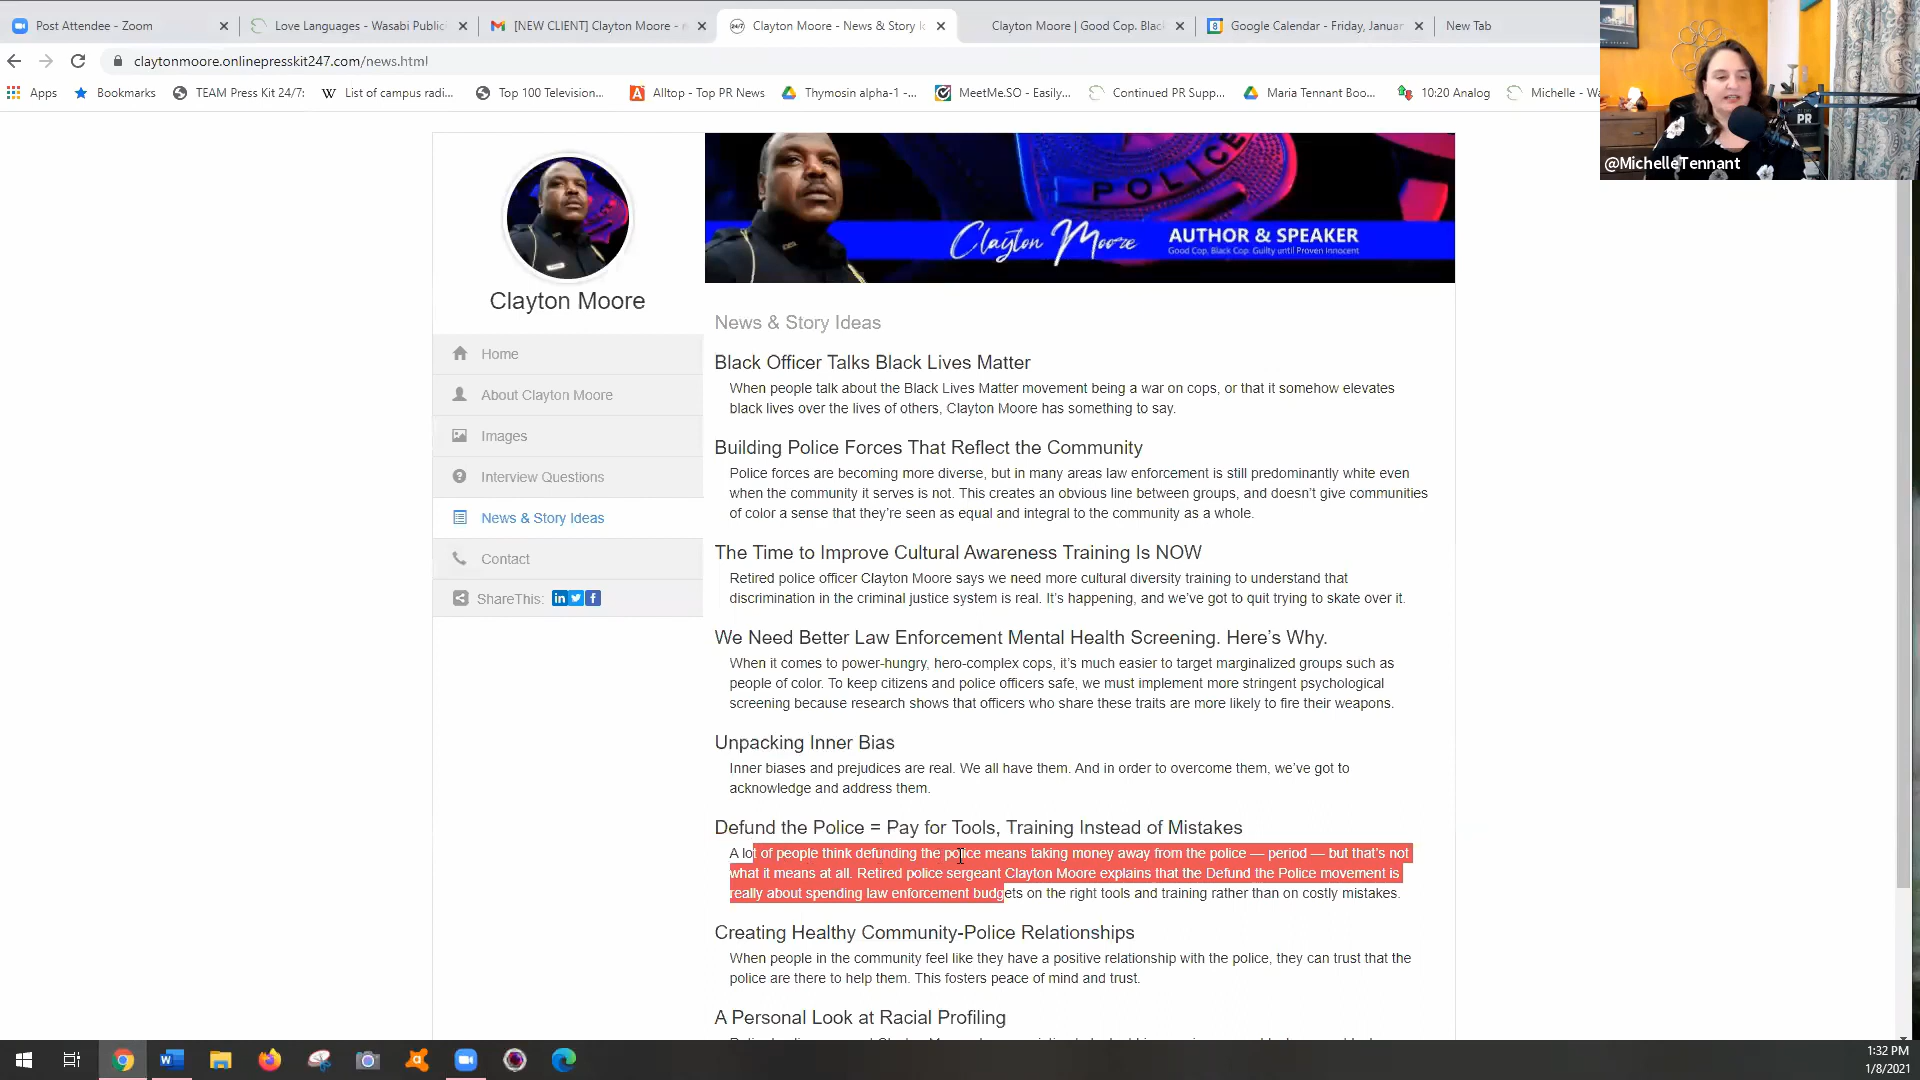 Post Attendee - Zoom
Love Languages - Wasabi Public
[NEW CLIENT] Clayton Moore -
Clayton Moore - News & Story Id
Clayton Moore | Good Cop. Blac
Google Calendar - Friday, Januar
New Tab
claytonmoore.onlinepresskit247.com/news.html
Apps
Bookmarks
TEAM Press Kit 24/7:
List of campus radi...
Top 100 Television...
Alltop - Top PR News
Thymosin alpha-1 -...
MeetMe.SO - Easily...
Continued PR Supp...
Maria Tennant Boo...
10:20 Analog
Michelle - Wa
PR
@MichelleTennant
POLICE
Clayton Moore
AUTHOR & SPEAKER
Good Cop, Black Cop. Guilty until Proven Innocent
Clayton Moore
Home
About Clayton Moore
Images
Interview Questions
News & Story Ideas
Contact
ShareThis:
News & Story Ideas
Black Officer Talks Black Lives Matter
When people talk about the Black Lives Matter movement being a war on cops, or that it somehow elevates
black lives over the lives of others, Clayton Moore has something to say.
Building Police Forces That Reflect the Community
Police forces are becoming more diverse, but in many areas law enforcement is still predominantly white even
when the community it serves is not. This creates an obvious line between groups, and doesn't give communities
of color a sense that they're seen as equal and integral to the community as a whole.
The Time to Improve Cultural Awareness Training Is NOW
Retired police officer Clayton Moore says we need more cultural diversity training to understand that
discrimination in the criminal justice system is real. It's happening, and we've got to quit trying to skate over it.
We Need Better Law Enforcement Mental Health Screening. Here's Why.
When it comes to power-hungry, hero-complex cops, it's much easier to target marginalized groups such as
people of color. To keep citizens and police officers safe, we must implement more stringent psychological
screening because research shows that officers who share these traits are more likely to fire their weapons.
Unpacking Inner Bias
Inner biases and prejudices are real. We all have them. And in order to overcome them, we've got to
acknowledge and address them.
Defund the Police = Pay for Tools, Training Instead of Mistakes
A lot of people think defunding the police means taking money away from the police — period — but that's not
what it means at all. Retired police sergeant Clayton Moore explains that the Defund the Police movement is
really about spending law enforcement budgets on the right tools and training rather than on costly mistakes.
Creating Healthy Community-Police Relationships
When people in the community feel like they have a positive relationship with the police, they can trust that the
police are there to help them. This fosters peace of mind and trust.
A Personal Look at Racial Profiling
1:32 PM
1/8/2021